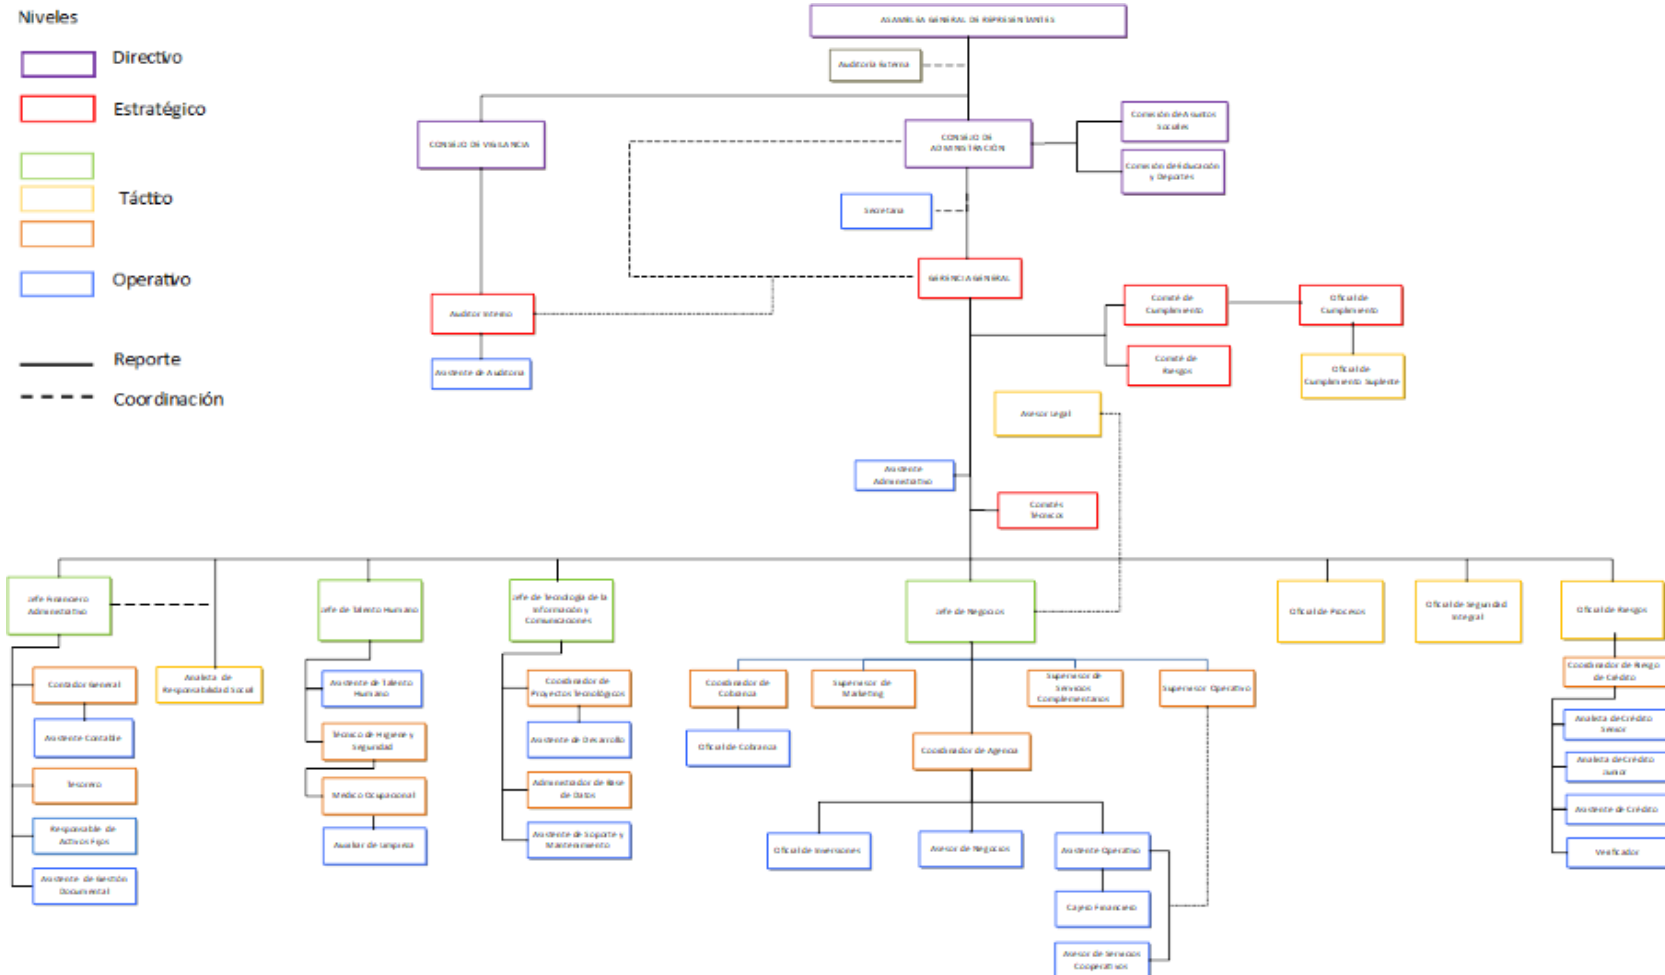 Niveles
Directivo
Estratégico
Táctico
Operativo
Reporte
Coordinación
ASAMBLEA GENERAL DE REPRESENTANTES
Auditoría Externa
CONSEJO DE VIGILANCIA
CONSEJO DE
ADMINISTRACIÓN
Comisión de Asuntos
Sociales
Comisión de Educación
y Deportes
Secretaria
GERENCIA GENERAL
Auditor Interno
Asistente de Auditoria
Comité de
Cumplimiento
Oficial de
Cumplimiento
Comité de
Riesgos
Oficial de
Cumplimiento Suplente
Asesor Legal
Asistente
Administrativo
Comités
Técnicos
Jefe Financiero
Administrativo
Jefe de Talento Humano
Jefe de Tecnología de la
Información y
Comunicaciones
Jefe de Negocios
Oficial de Procesos
Oficial de Seguridad
Integral
Oficial de Riesgos
Contador General
Asistente Contable
Tesorero
Responsable de
Activos Fijos
Asistente de Gestión
Documental
Analista de
Responsabilidad Social
Asistente de Talento
Humano
Técnico de Higiene y
Seguridad
Médico Ocupacional
Auxiliar de Limpieza
Coordinador de
Proyectos Tecnológicos
Asistente de Desarrollo
Administrador de Base
de Datos
Asistente de Soporte y
Mantenimiento
Coordinador de
Cobranza
Oficial de Cobranza
Supervisor de
Marketing
Supervisor de
Servicios
Complementarios
Supervisor Operativo
Coordinador de Agencia
Oficial de Inversiones
Asesor de Negocios
Asistente Operativo
Cajero Financiero
Asesor de Servicios
Cooperativos
Coordinador de Riesgo
de Crédito
Analista de Crédito
Senior
Analista de Crédito
Junior
Asistente de Crédito
Verificador